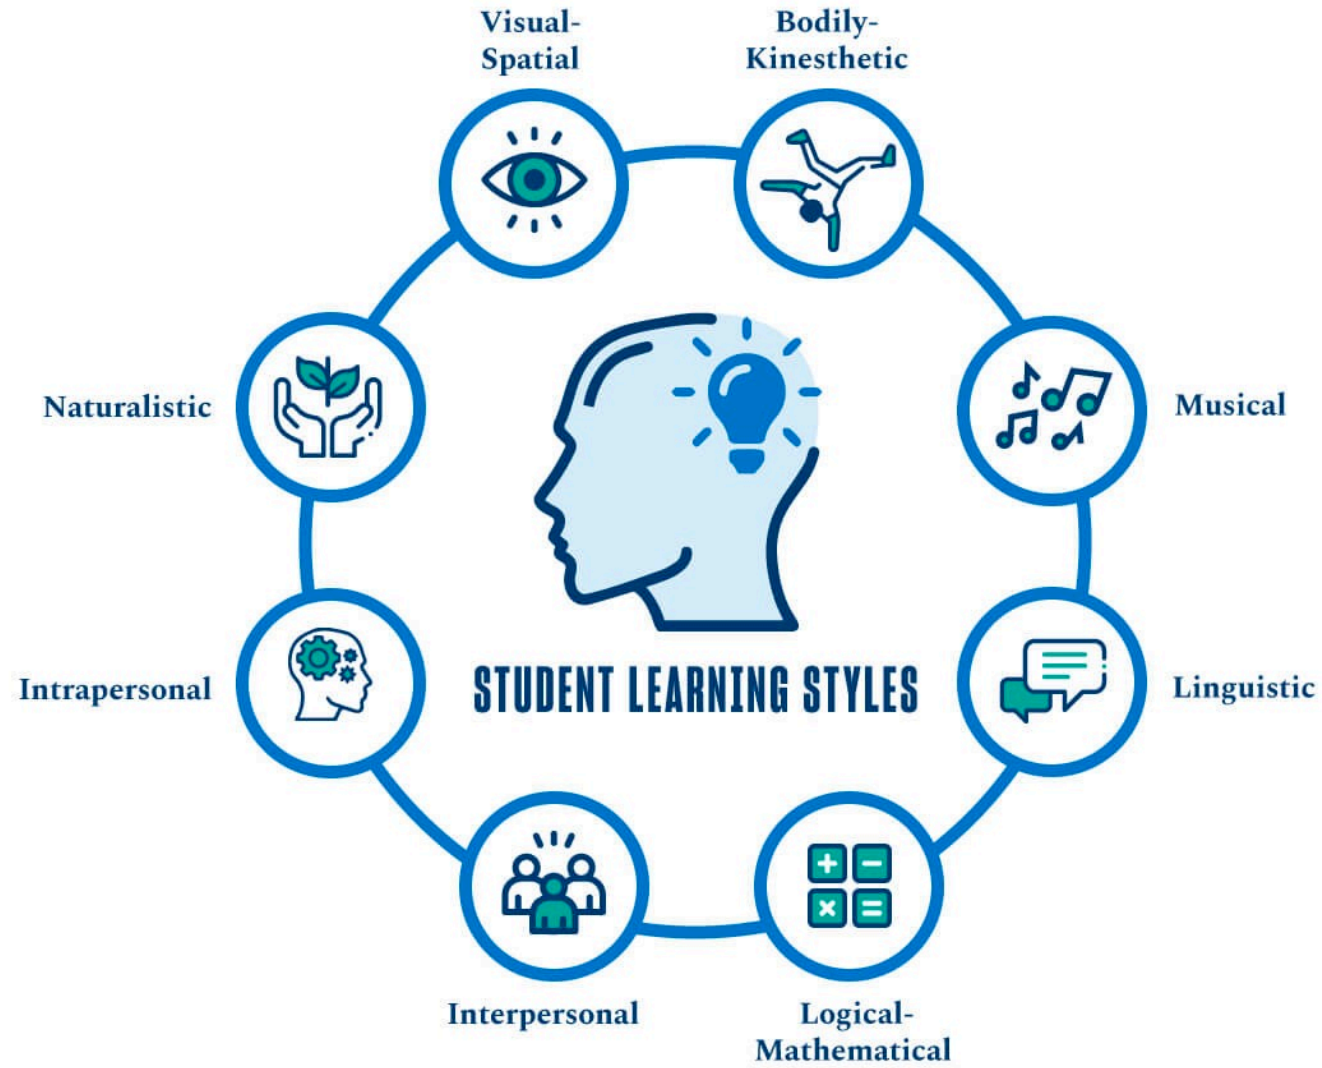 Visual-
Spatial
Bodily-
Kinesthetic
Naturalistic
Musical
Intrapersonal
STUDENT LEARNING STYLES
Linguistic
Interpersonal
Logical-
Mathematical